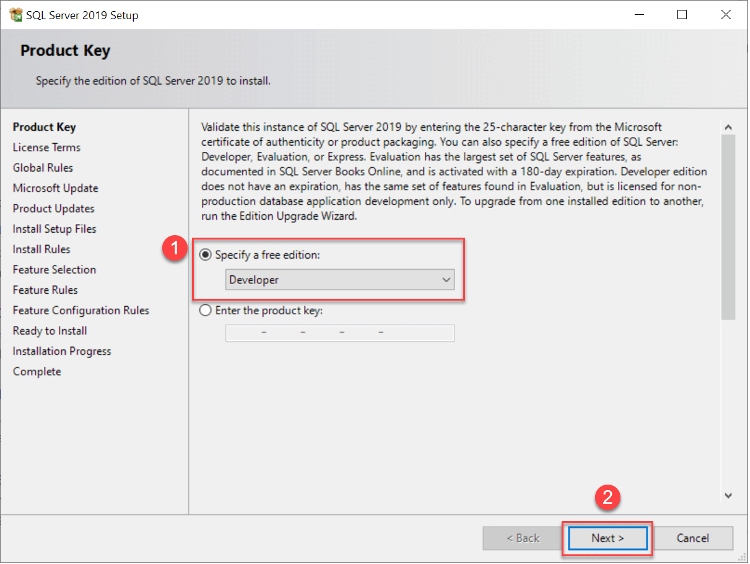 SQL Server 2019 Setup
Product Key
Specify the edition of SQL Server 2019 to install.
Product Key
License Terms
Global Rules
Microsoft Update
Product Updates
Install Setup Files
Install Rules
Feature Selection
Feature Rules
Feature Configuration Rules
Ready to Install
Installation Progress
Complete
Validate this instance of SQL Server 2019 by entering the 25-character key from the Microsoft
certificate of authenticity or product packaging. You can also specify a free edition of SQL Server:
Developer, Evaluation, or Express. Evaluation has the largest set of SQL Server features, as
documented in SQL Server Books Online, and is activated with a 180-day expiration. Developer edition
does not have an expiration, has the same set of features found in Evaluation, but is licensed for non-
production database application development only. To upgrade from one installed edition to another,
run the Edition Upgrade Wizard.
1
Specify a free edition:
Developer
Enter the product key:
– – – –
2
< Back
Next >
Cancel